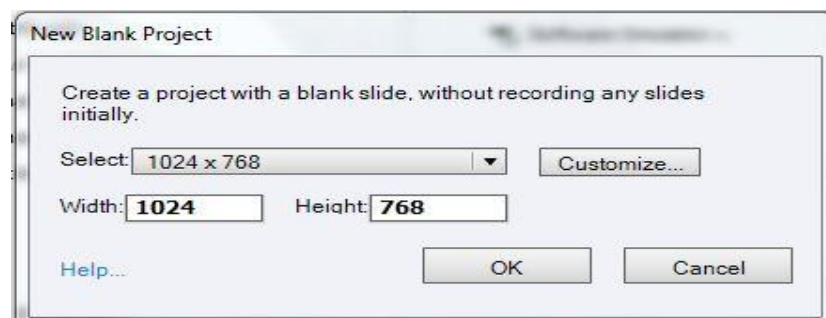 New Blank Project
Create a project with a blank slide, without recording any slides
initially.
Select: 1024 x 768 Customize...
Width: 1024 Height: 768
Help... OK Cancel